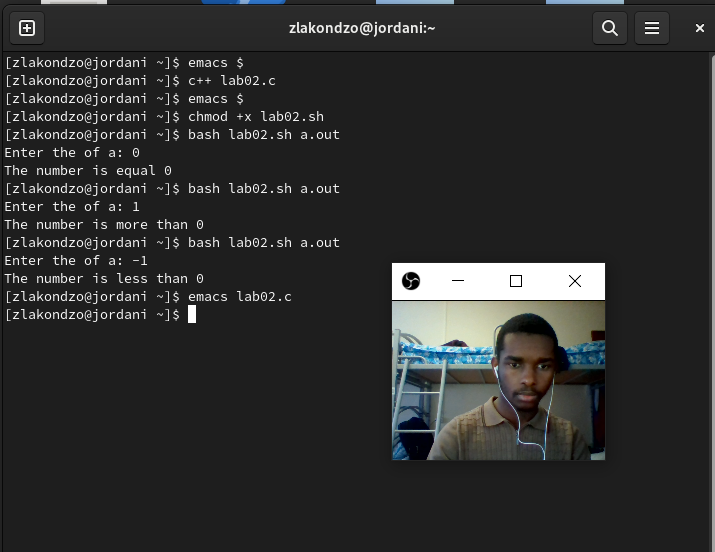 zlakondzo@jordani:~
[zlakondzo@jordani ~]$ emacs $
[zlakondzo@jordani ~]$ c++ lab02.c
[zlakondzo@jordani ~]$ emacs $
[zlakondzo@jordani ~]$ chmod +x lab02.sh
[zlakondzo@jordani ~]$ bash lab02.sh a.out
Enter the of a: 0
The number is equal 0
[zlakondzo@jordani ~]$ bash lab02.sh a.out
Enter the of a: 1
The number is more than 0
[zlakondzo@jordani ~]$ bash lab02.sh a.out
Enter the of a: -1
The number is less than 0
[zlakondzo@jordani ~]$ emacs lab02.c
[zlakondzo@jordani ~]$